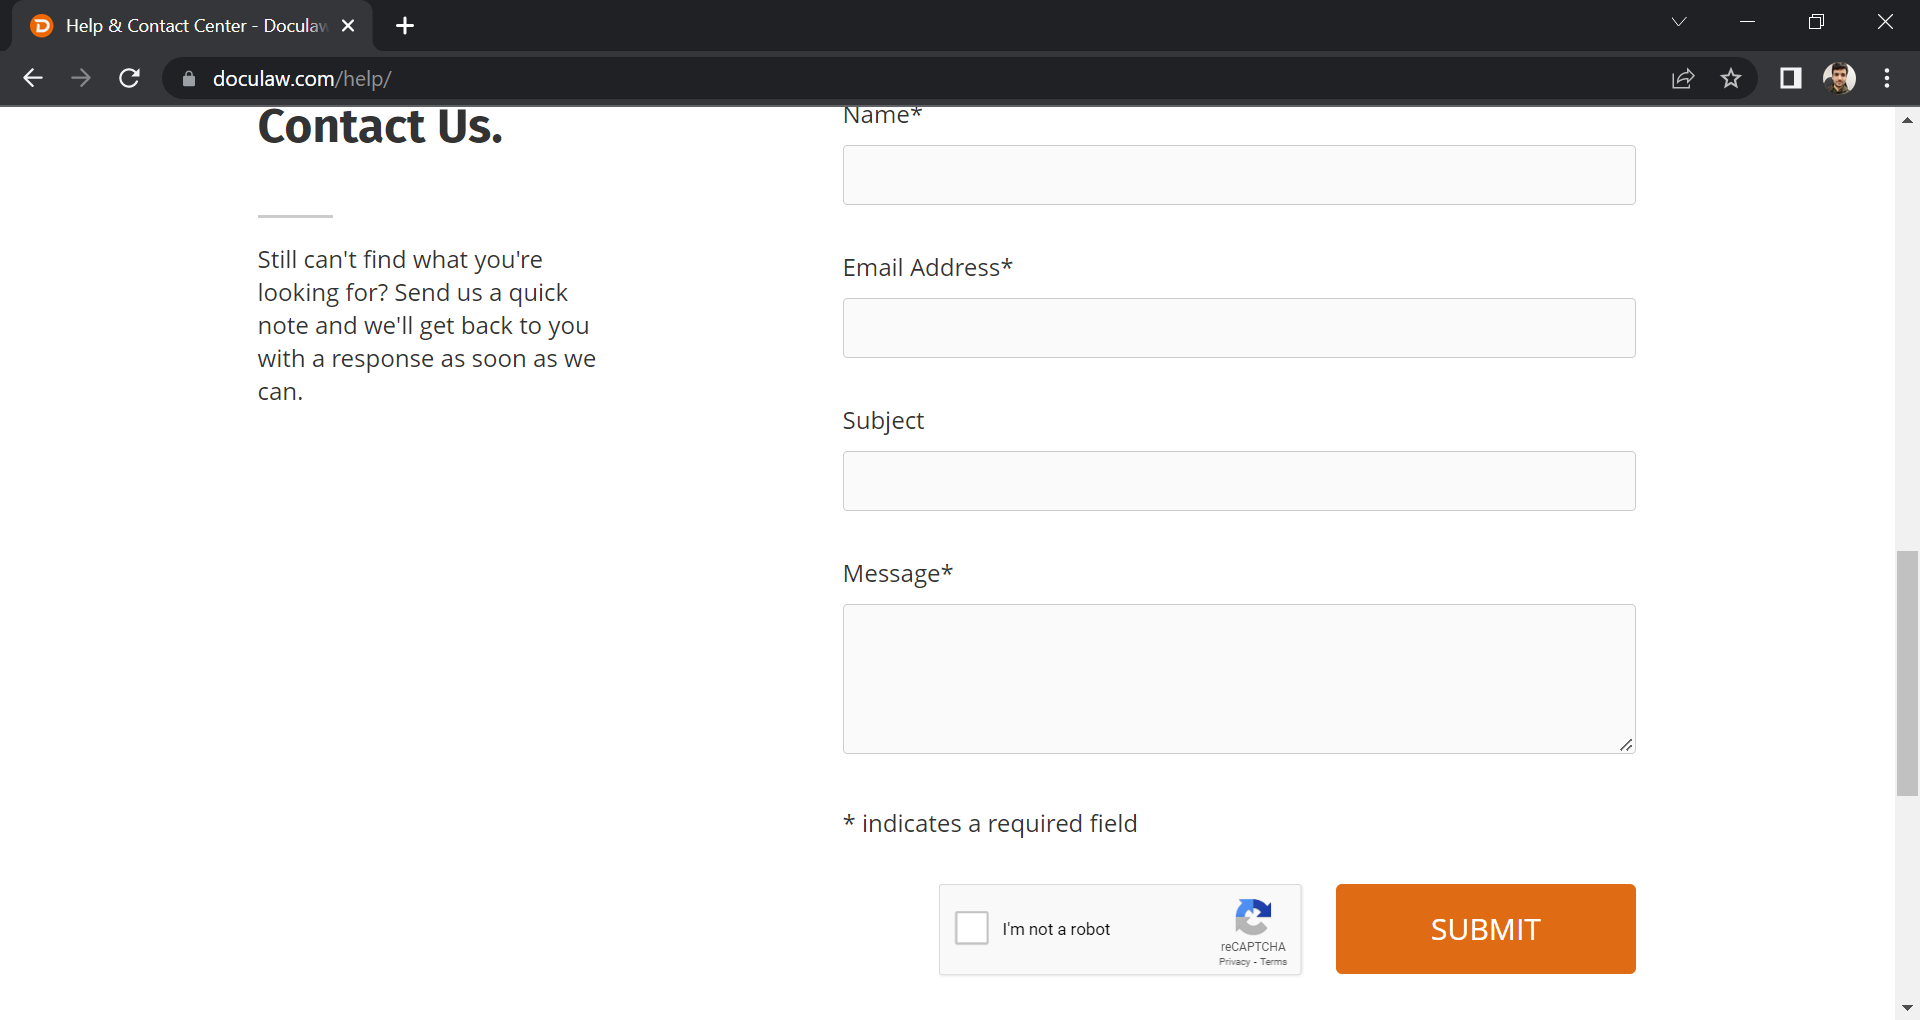 Help & Contact Center - Doculaw
doculaw.com/help/
Contact Us.
Still can't find what you're
looking for? Send us a quick
note and we'll get back to you
with a response as soon as we
can.
Name*
Email Address*
Subject
Message*
* indicates a required field
I'm not a robot
reCAPTCHA
Privacy - Terms
SUBMIT